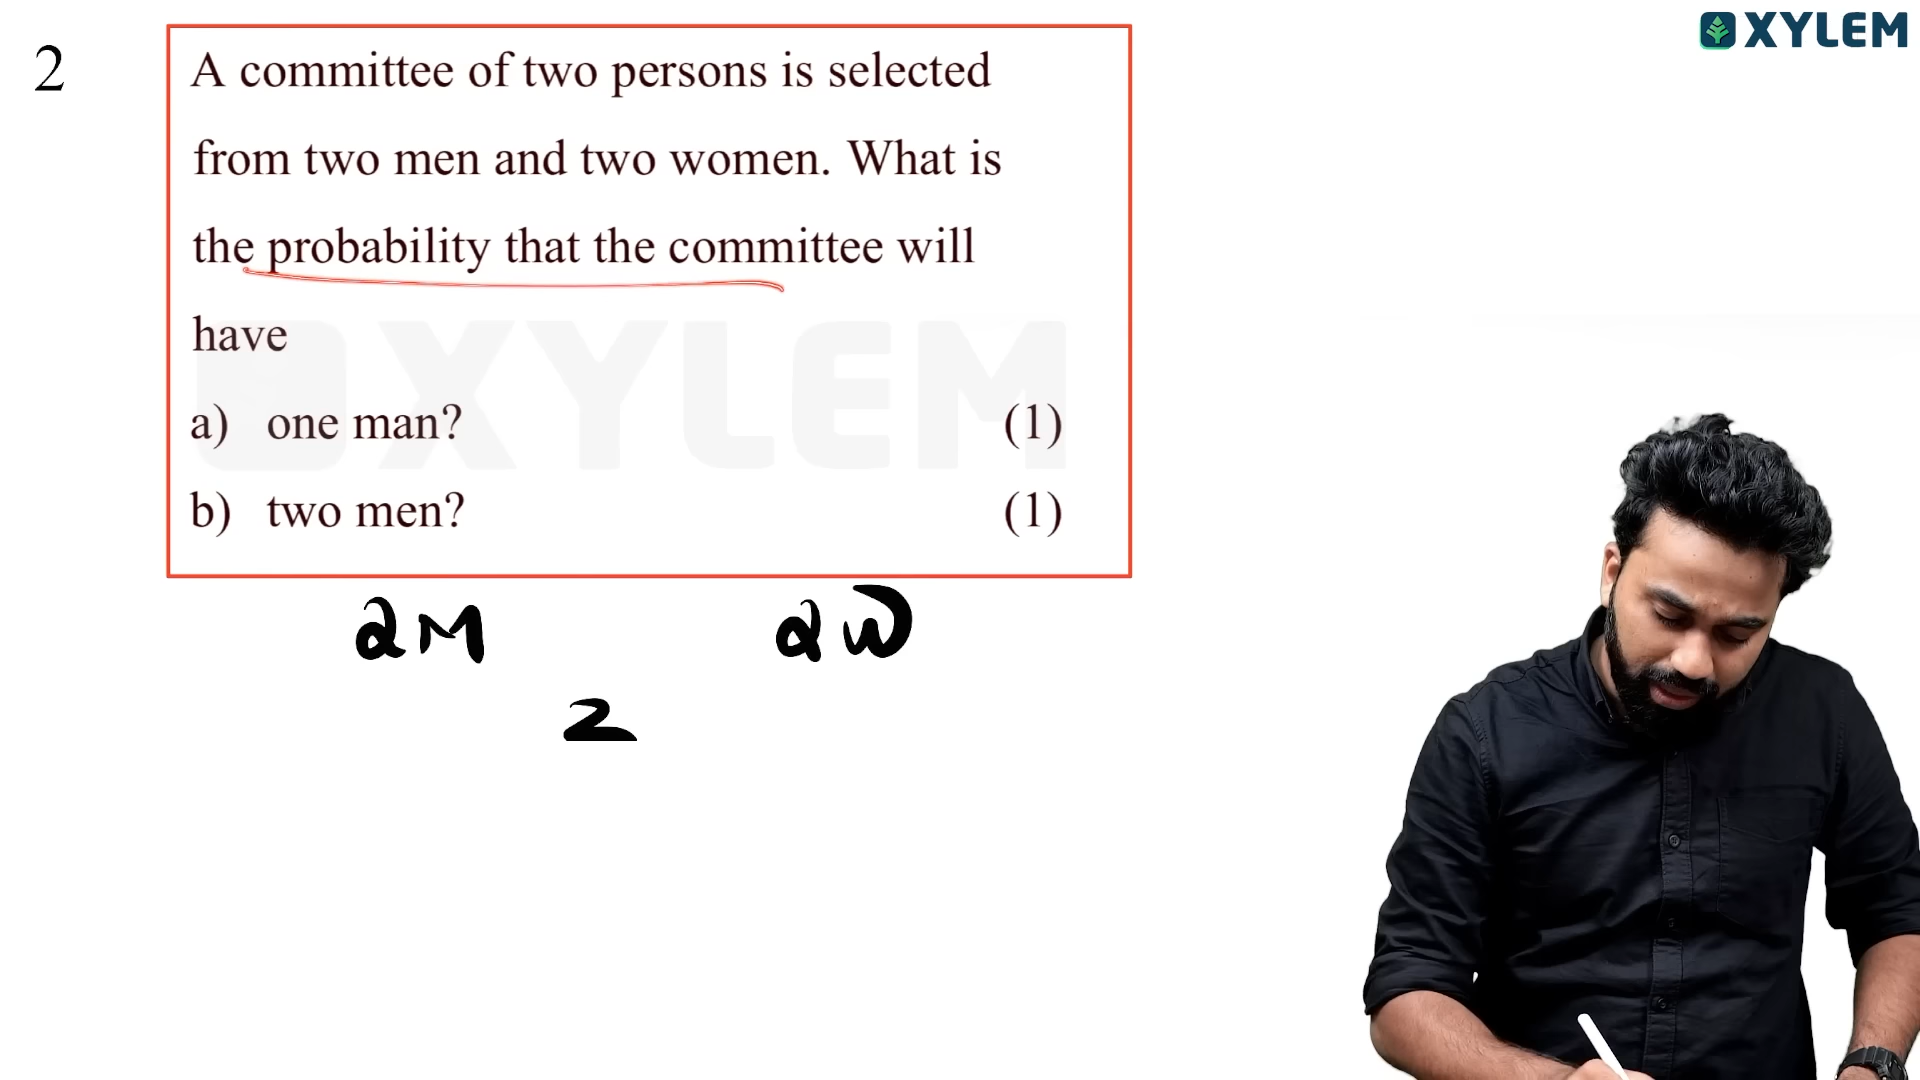 XYLEM
2
A committee of two persons is selected
from two men and two women. What is
the probability that the committee will
have
XYLEM
a) one man? (1)
b) two men? (1)
2M 2W
2